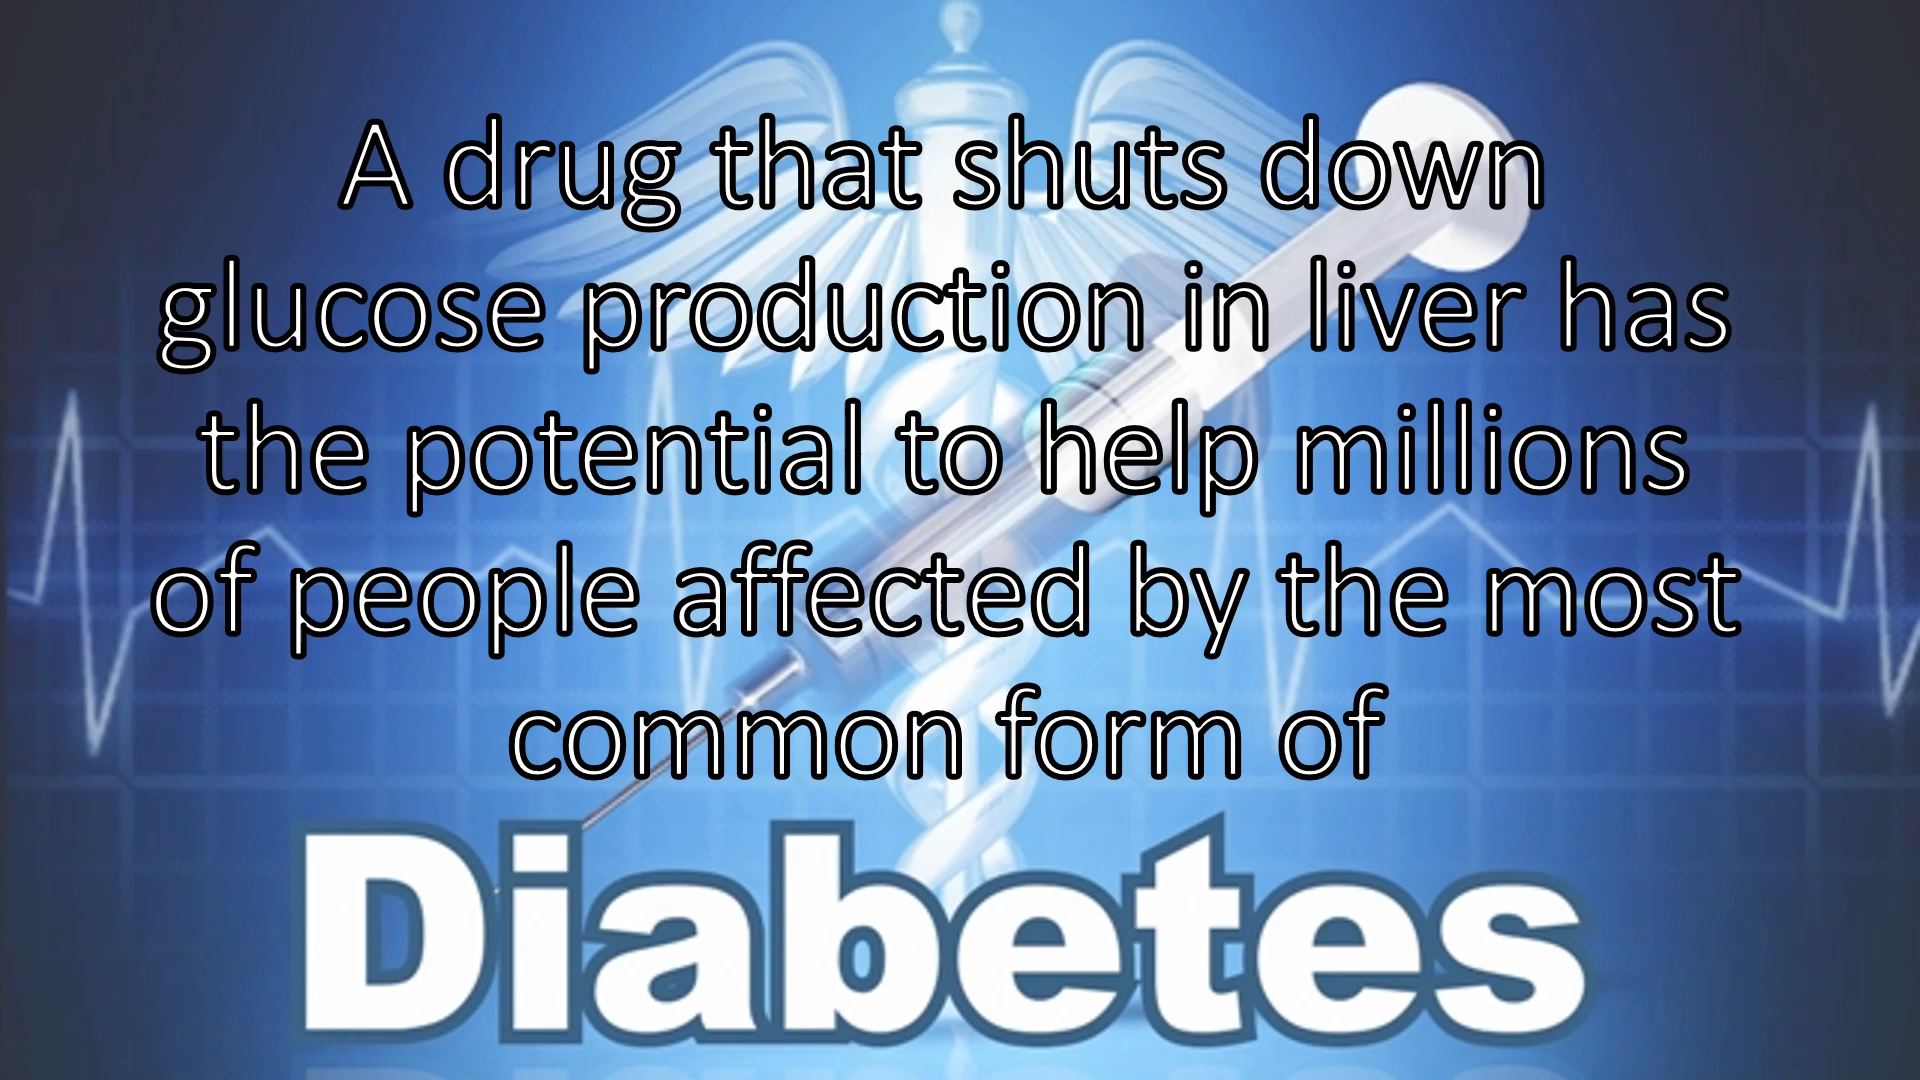 A drug that shuts down
glucose production in liver has
the potential to help millions
of people affected by the most
common form of
Diabetes